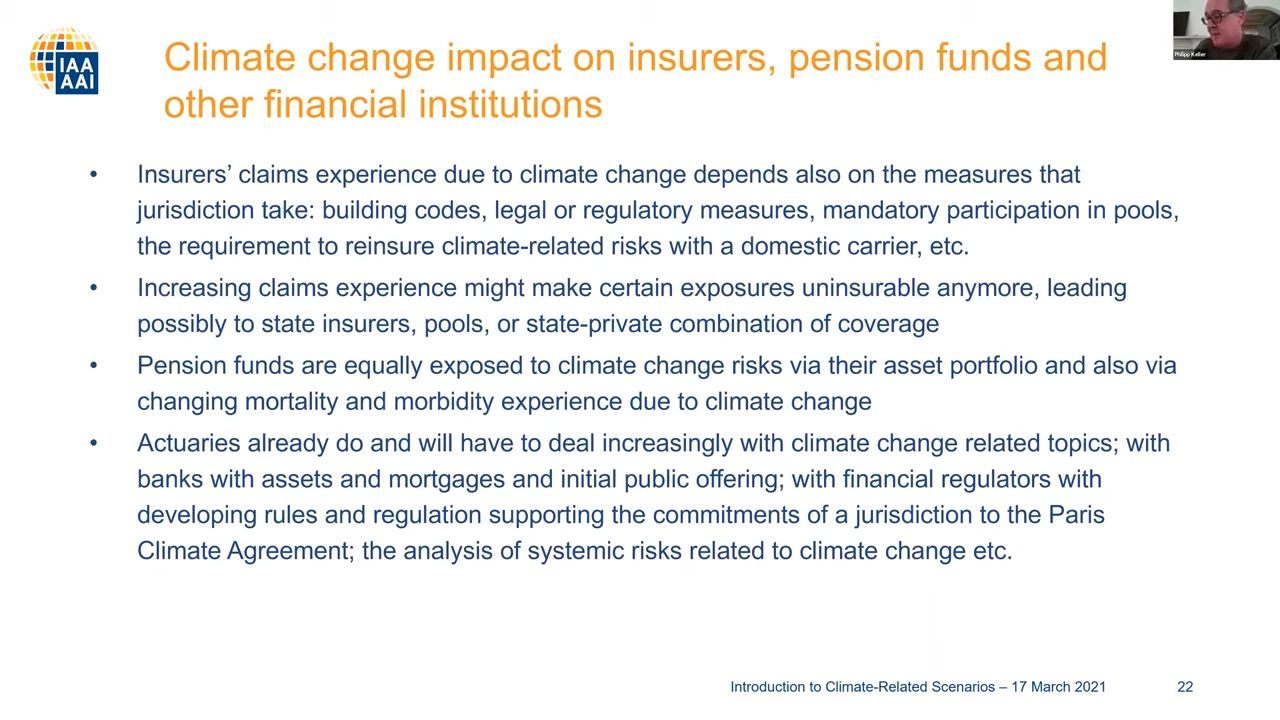 IAA
AAI
Climate change impact on insurers, pension funds and
other financial institutions
Philipp Keller
• Insurers’ claims experience due to climate change depends also on the measures that
jurisdiction take: building codes, legal or regulatory measures, mandatory participation in pools,
the requirement to reinsure climate-related risks with a domestic carrier, etc.
• Increasing claims experience might make certain exposures uninsurable anymore, leading
possibly to state insurers, pools, or state-private combination of coverage
• Pension funds are equally exposed to climate change risks via their asset portfolio and also via
changing mortality and morbidity experience due to climate change
• Actuaries already do and will have to deal increasingly with climate change related topics; with
banks with assets and mortgages and initial public offering; with financial regulators with
developing rules and regulation supporting the commitments of a jurisdiction to the Paris
Climate Agreement; the analysis of systemic risks related to climate change etc.
Introduction to Climate-Related Scenarios – 17 March 2021 22